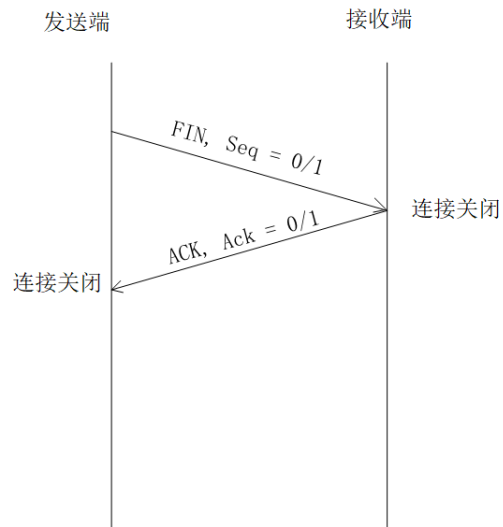 发送端
接收端
FIN, Seq = 0/1
连接关闭
ACK, Ack = 0/1
连接关闭